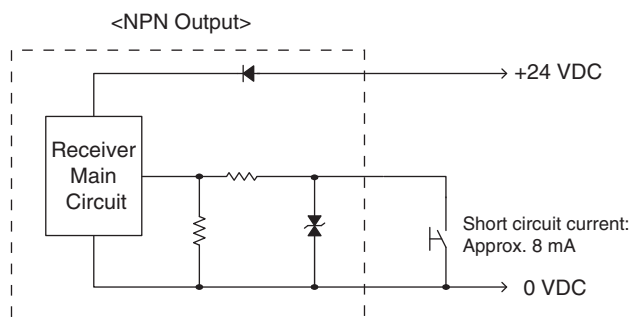 <NPN Output>
+24 VDC
Receiver
Main
Circuit
Short circuit current:
Approx. 8 mA
0 VDC